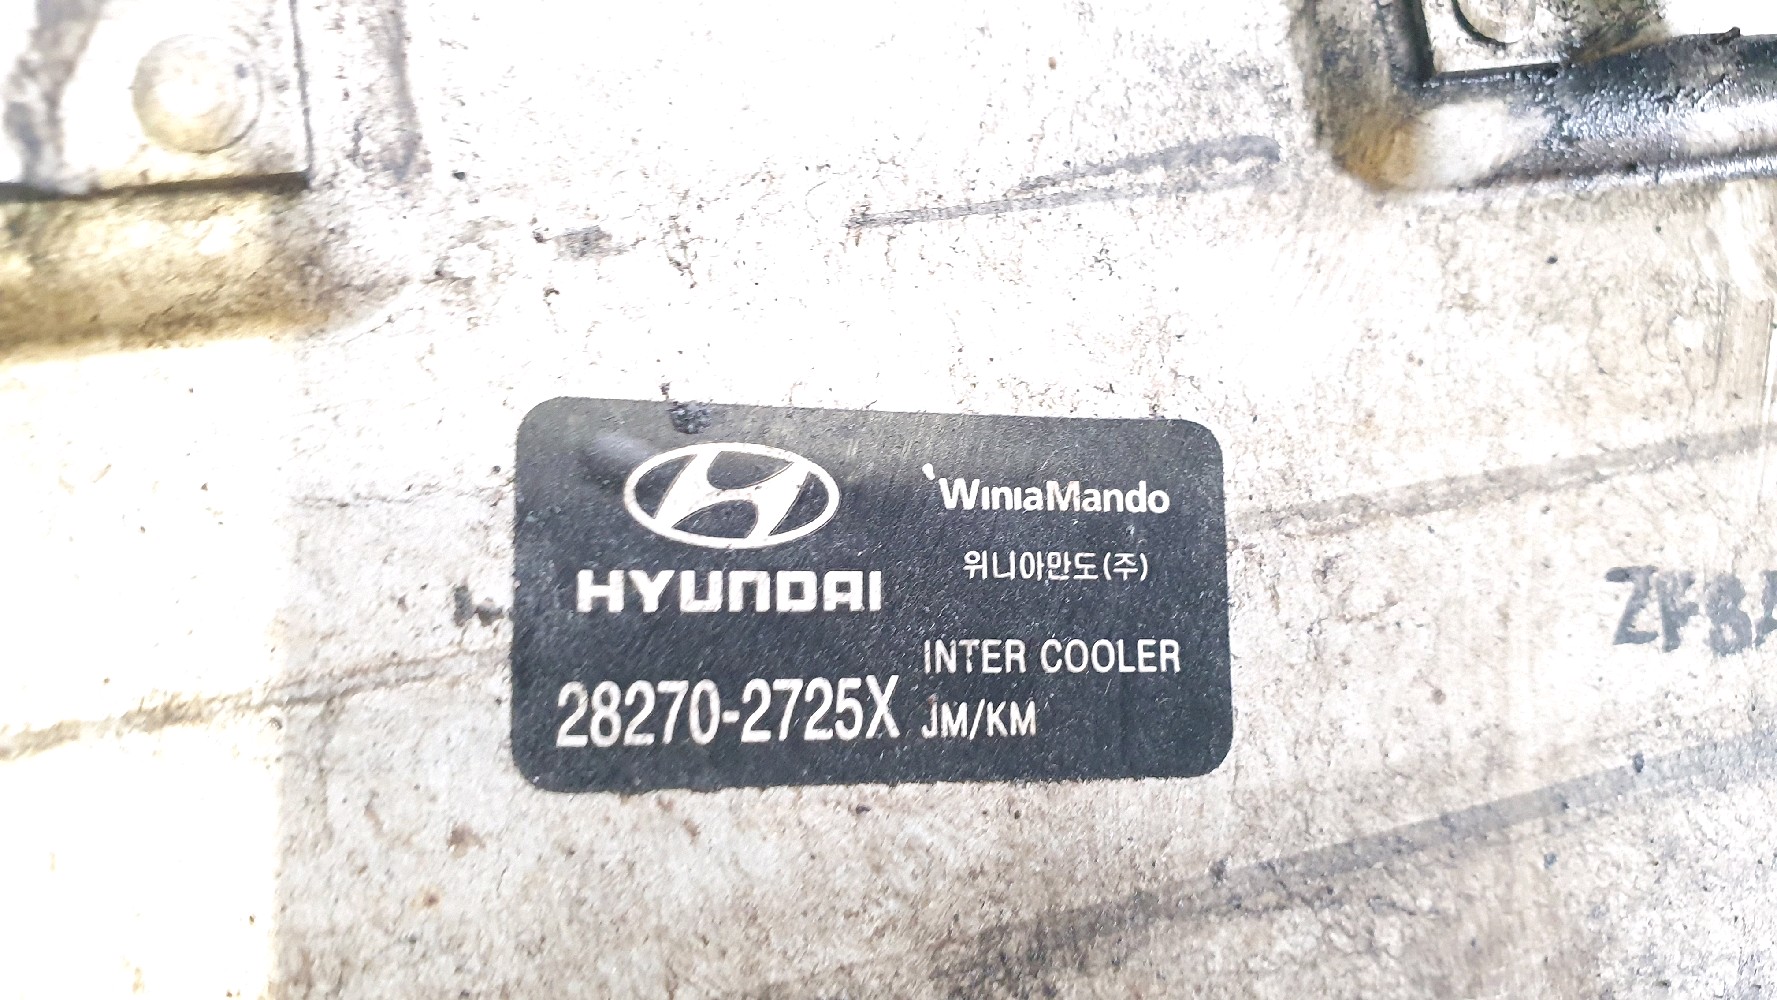 HYUNDAI
28270-2725X
WiniaMando
위니아만도(주)
INTER COOLER
JM/KM